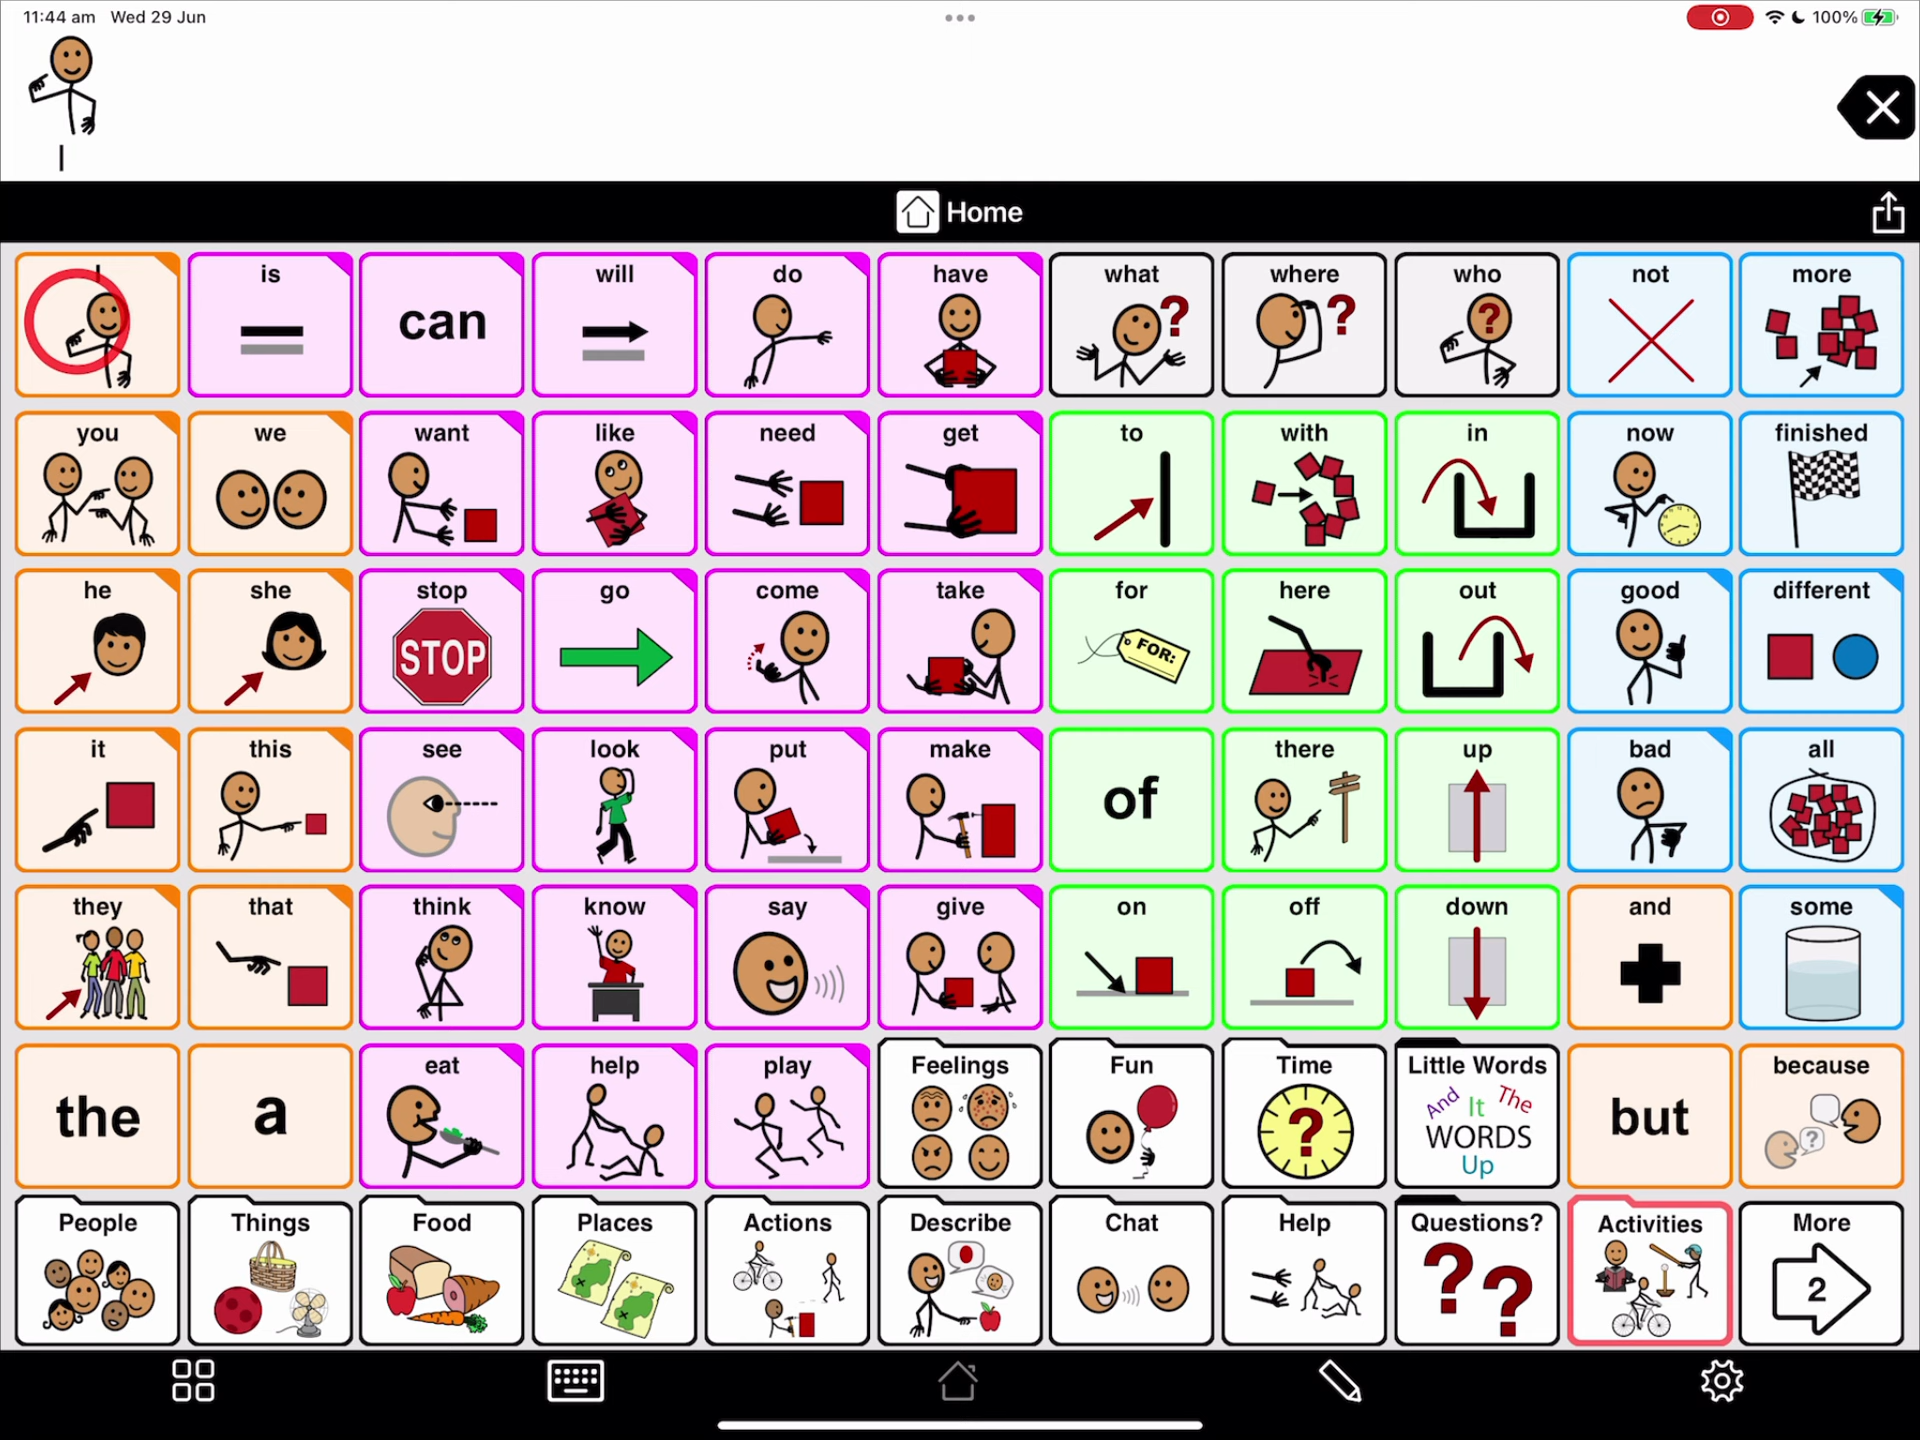 11:44 am Wed 29 Jun
100%
I
Home
I is can will do have what where who not more
you we want like need get to with in now finished
he she stop go come take for here out good different
STOP
FOR:
it this see look put make of there up bad all
they that think know say give on off down and some
the a eat help play Feelings Fun Time Little Words but because
And It The
WORDS
Up
People Things Food Places Actions Describe Chat Help Questions? Activities More
2